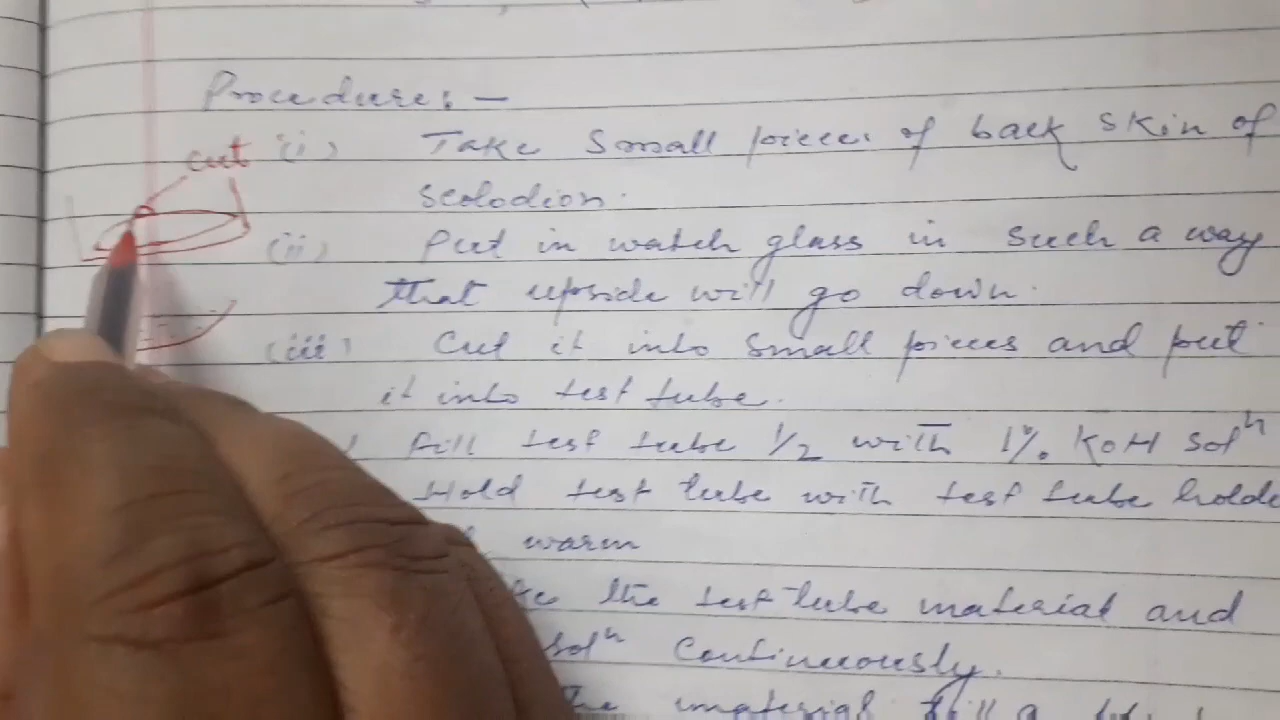 Procedure:-
cut (i) Take small pieces of back skin of
scolodion.
(ii) Put in watch glass in such a way
that upside will go down.
(iii) Cut it into small pieces and put
it into test tube.
Fill test tube 1/2 with 1% KOH solⁿ
Hold test tube with test tube holde
warm
the test tube material and
solⁿ continuously.
The material till a